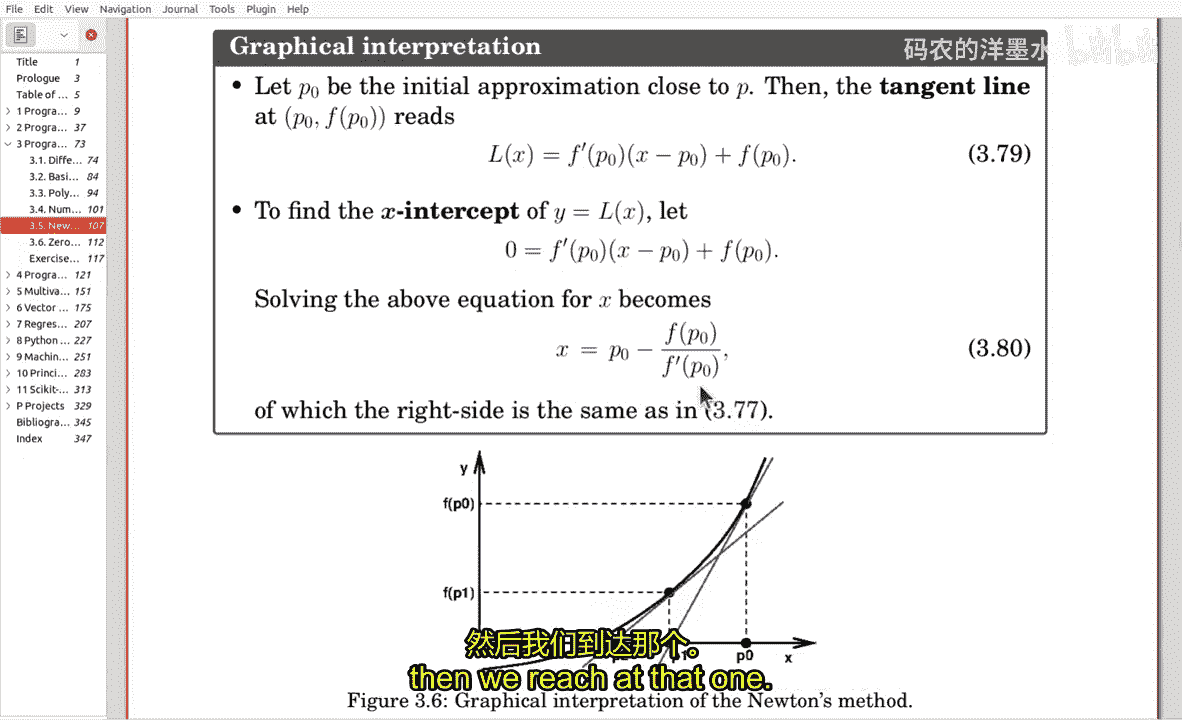 File Edit View Navigation Journal Tools Plugin Help
Title 1
Prologue 3
Table of ... 5
1 Progra... 9
2 Progra... 37
3 Progra... 73
3.1. Diffe... 74
3.2. Basi... 84
3.3. Poly... 94
3.4. Num... 101
3.5. New... 107
3.6. Zero... 112
Exercise... 117
4 Progra... 121
5 Multiva... 151
6 Vector ... 175
7 Regres... 207
8 Python ... 227
9 Machin... 251
10 Princi... 283
11 Scikit-... 313
P Projects 329
Bibliogra... 345
Index 347
Graphical interpretation
码农的洋墨水 bilibili
• Let p₀ be the initial approximation close to p. Then, the tangent line
at (p₀, f(p₀)) reads
L(x) = f′(p₀)(x − p₀) + f(p₀). (3.79)
• To find the x-intercept of y = L(x), let
0 = f′(p₀)(x − p₀) + f(p₀).
Solving the above equation for x becomes
x = p₀ − f(p₀)/f′(p₀), (3.80)
of which the right-side is the same as in (3.77).
y
f(p0)
f(p1)
p0
x
然后我们到达那个。
then we reach at that one.
Figure 3.6: Graphical interpretation of the Newton's method.